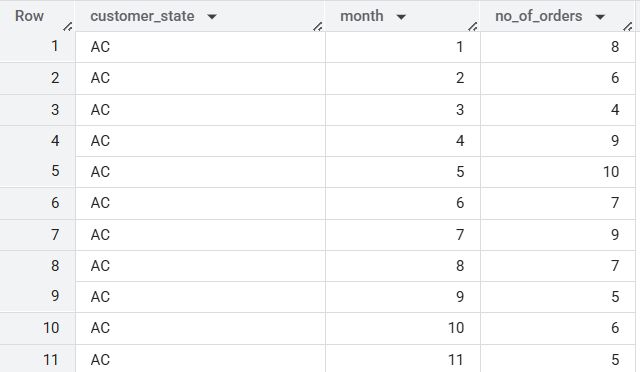 Row customer_state month no_of_orders
1 AC 1 8
2 AC 2 6
3 AC 3 4
4 AC 4 9
5 AC 5 10
6 AC 6 7
7 AC 7 9
8 AC 8 7
9 AC 9 5
10 AC 10 6
11 AC 11 5